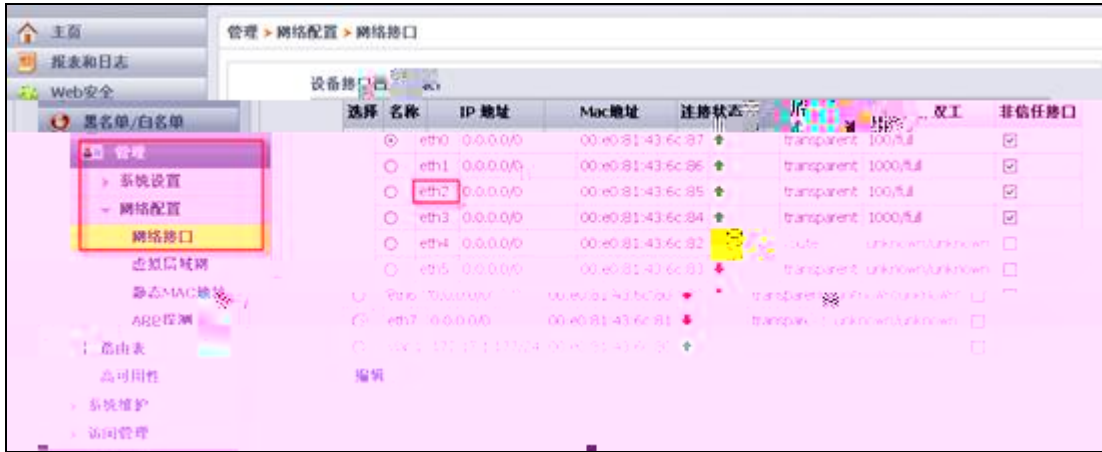 主页
管理 > 网络配置 > 网络接口
报表和日志
Web安全
设备接口
选择 名称 IP 地址 Mac地址 连接状态 双工 非信任接口
黑名单/白名单
eth0 0.0.0.0/0 00:e0:81:43:6c:87 transparent 100/full
管理
eth1 0.0.0.0/0 00:e0:81:43:6c:86 transparent 1000/full
系统设置
eth2 0.0.0.0/0 00:e0:81:43:6c:85 transparent 100/full
网络配置
eth3 0.0.0.0/0 00:e0:81:43:6c:84 transparent 1000/full
网络接口
eth4 0.0.0.0/0 00:e0:81:43:6c:82 unknown/unknown
虚拟局域网
eth5 0.0.0.0/0 00:e0:81:43:6c:83 transparent unknown/unknown
静态MAC地址
ARP探测
eth7 0.0.0.0/0 00:e0:81:43:6c:81
路由表
高可用性
编辑
系统维护
访问管理